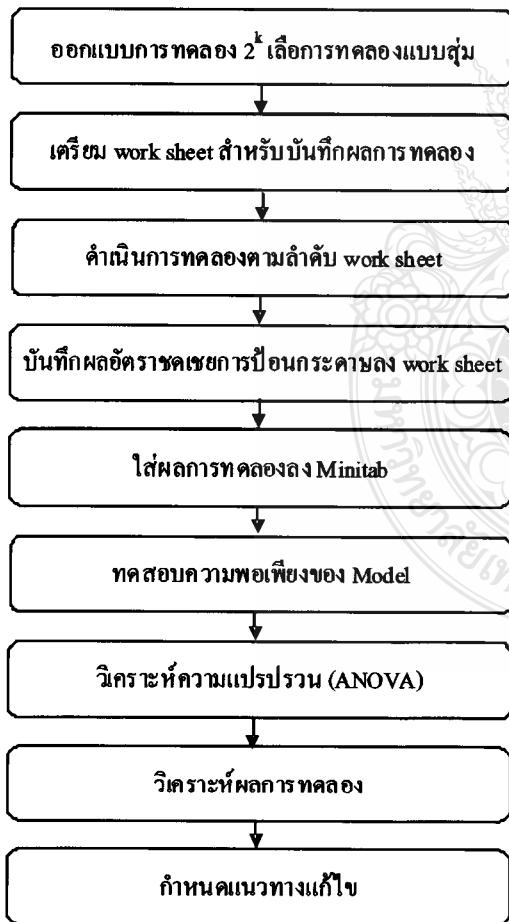 ออกแบบการทดลอง 2^k เลือการทดลองแบบสุ่ม
เตรียม work sheet สำหรับบันทึกผลการทดลอง
ดำเนินการทดลองตามลำดับ work sheet
บันทึกผลอัตราชดเชยการป้อนกระดาษลง work sheet
ใส่ผลการทดลองลง Minitab
ทดสอบความพอเพียงของ Model
วิเคราะห์ความแปรปรวน (ANOVA)
วิเคราะห์ผลการทดลอง
กำหนดแนวทางแก้ไข